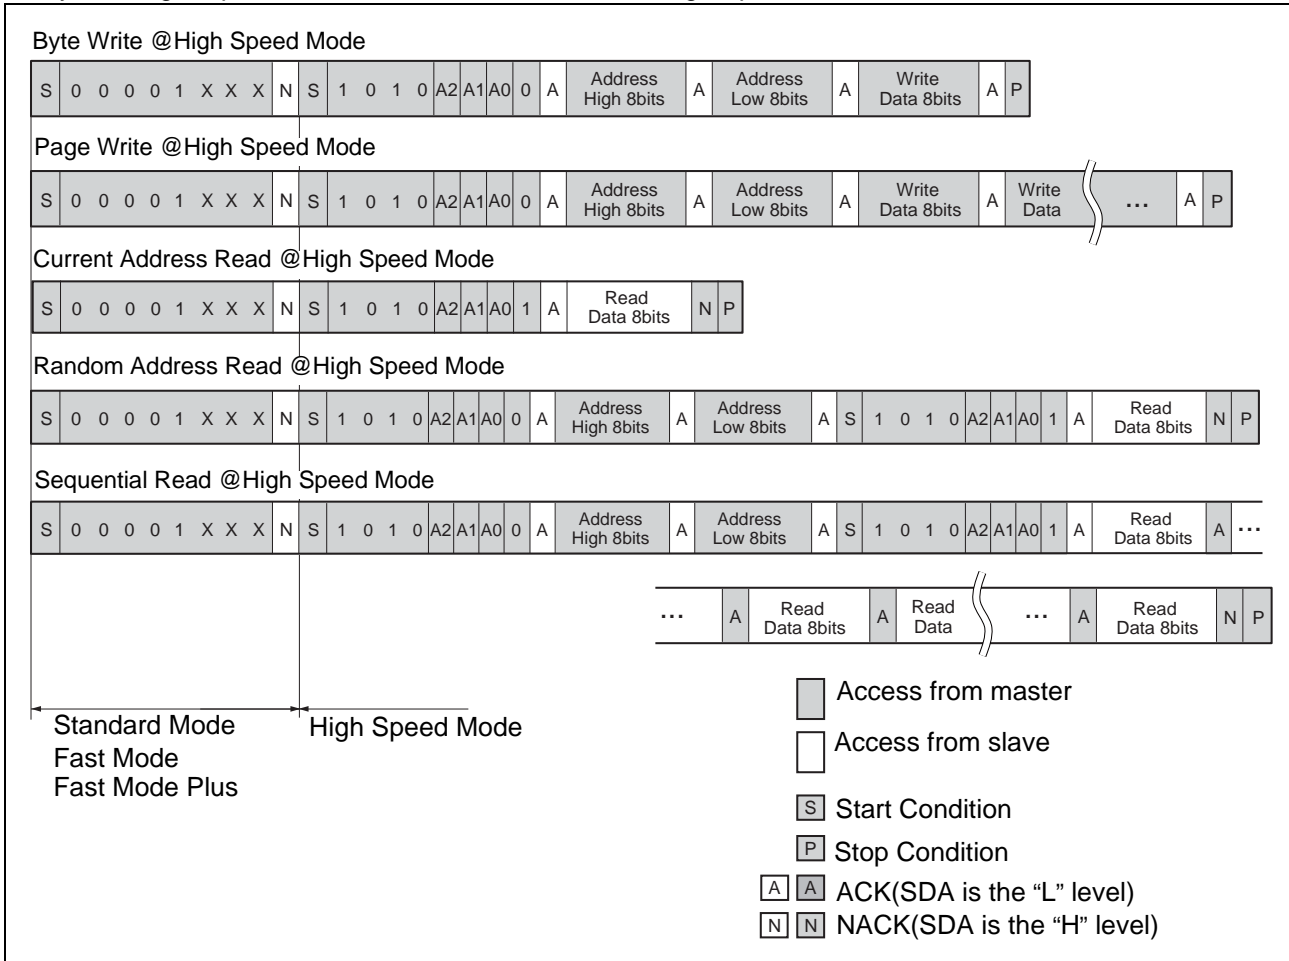 Byte Write @High Speed Mode
S 0 0 0 0 1 X X X N S 1 0 1 0 A2 A1 A0 0 A Address High 8bits A Address Low 8bits A Write Data 8bits A P
Page Write @High Speed Mode
S 0 0 0 0 1 X X X N S 1 0 1 0 A2 A1 A0 0 A Address High 8bits A Address Low 8bits A Write Data 8bits A Write Data ... A P
Current Address Read @High Speed Mode
S 0 0 0 0 1 X X X N S 1 0 1 0 A2 A1 A0 1 A Read Data 8bits N P
Random Address Read @High Speed Mode
S 0 0 0 0 1 X X X N S 1 0 1 0 A2 A1 A0 0 A Address High 8bits A Address Low 8bits A S 1 0 1 0 A2 A1 A0 1 A Read Data 8bits N P
Sequential Read @High Speed Mode
S 0 0 0 0 1 X X X N S 1 0 1 0 A2 A1 A0 0 A Address High 8bits A Address Low 8bits A S 1 0 1 0 A2 A1 A0 1 A Read Data 8bits A ...
... A Read Data 8bits A Read Data ... A Read Data 8bits N P
Standard Mode
Fast Mode
Fast Mode Plus
High Speed Mode
Access from master
Access from slave
S Start Condition
P Stop Condition
A A ACK(SDA is the “L” level)
N N NACK(SDA is the “H” level)